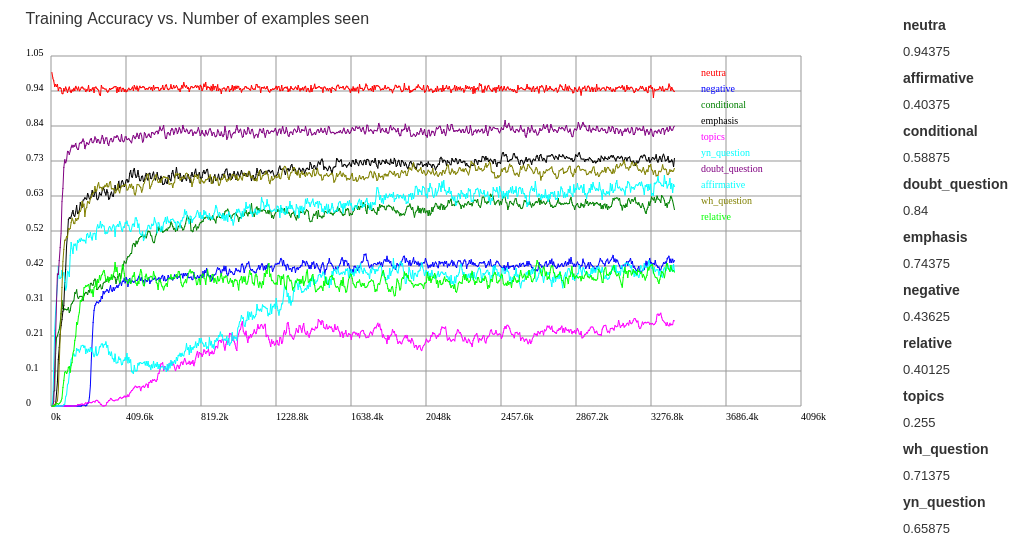 Training Accuracy vs. Number of examples seen
1.05
0.94
0.84
0.73
0.63
0.52
0.42
0.31
0.21
0.1
0
0k 409.6k 819.2k 1228.8k 1638.4k 2048k 2457.6k 2867.2k 3276.8k 3686.4k 4096k
neutra
negative
conditional
emphasis
topics
yn_question
doubt_question
affirmative
wh_question
relative
neutra
0.94375
affirmative
0.40375
conditional
0.58875
doubt_question
0.84
emphasis
0.74375
negative
0.43625
relative
0.40125
topics
0.255
wh_question
0.71375
yn_question
0.65875